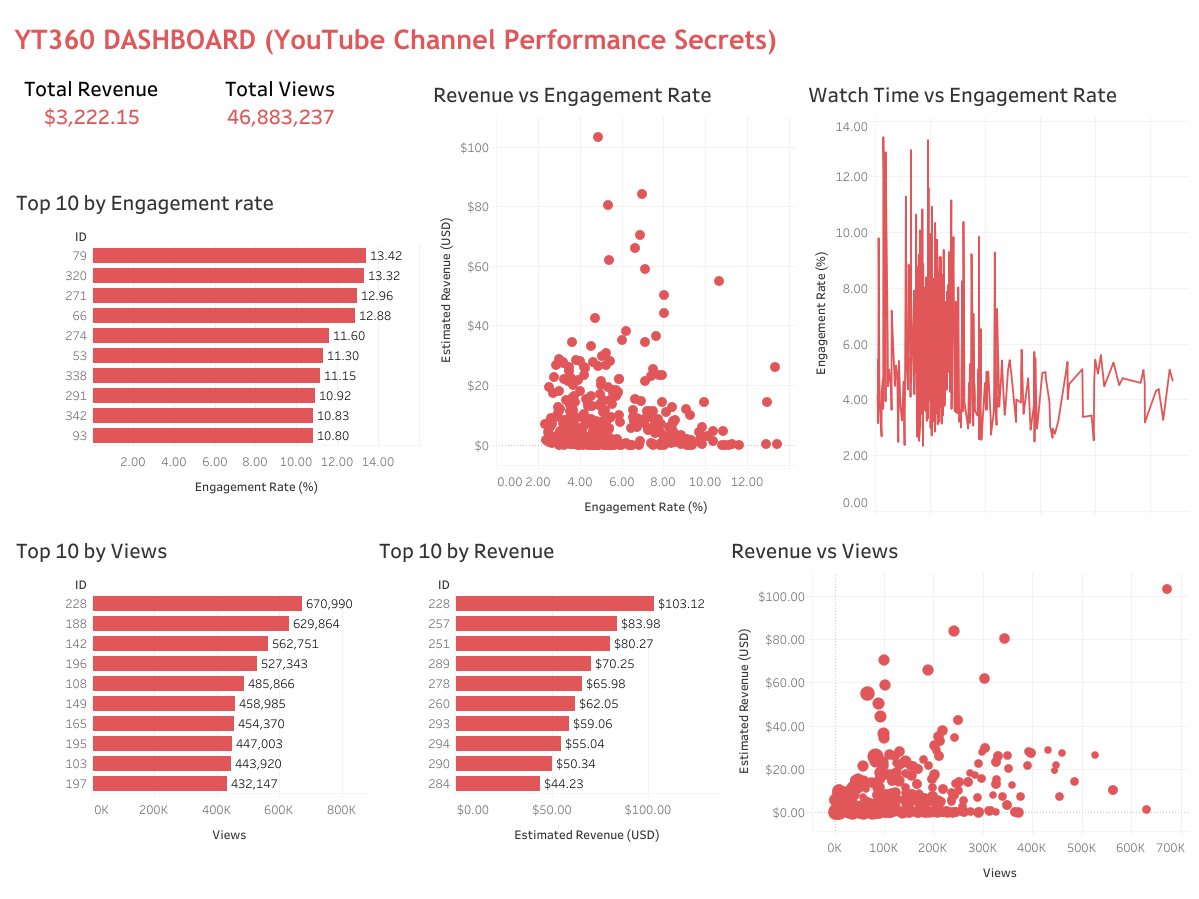 YT360 DASHBOARD (YouTube Channel Performance Secrets)
Total Revenue
$3,222.15
Total Views
46,883,237
Top 10 by Engagement rate
ID
79 13.42
320 13.32
271 12.96
66 12.88
274 11.60
53 11.30
338 11.15
291 10.92
342 10.83
93 10.80
2.00 4.00 6.00 8.00 10.00 12.00 14.00
Engagement Rate (%)
Revenue vs Engagement Rate
$100
$80
$60
$40
$20
$0
Estimated Revenue (USD)
0.00 2.00 4.00 6.00 8.00 10.00 12.00
Engagement Rate (%)
Watch Time vs Engagement Rate
14.00
12.00
10.00
8.00
6.00
4.00
2.00
0.00
Engagement Rate (%)
Top 10 by Views
ID
228 670,990
188 629,864
142 562,751
196 527,343
108 485,866
149 458,985
165 454,370
195 447,003
103 443,920
197 432,147
0K 200K 400K 600K 800K
Views
Top 10 by Revenue
ID
228 $103.12
257 $83.98
251 $80.27
289 $70.25
278 $65.98
260 $62.05
293 $59.06
294 $55.04
290 $50.34
284 $44.23
$0.00 $50.00 $100.00
Estimated Revenue (USD)
Revenue vs Views
$100.00
$80.00
$60.00
$40.00
$20.00
$0.00
Estimated Revenue (USD)
0K 100K 200K 300K 400K 500K 600K 700K
Views